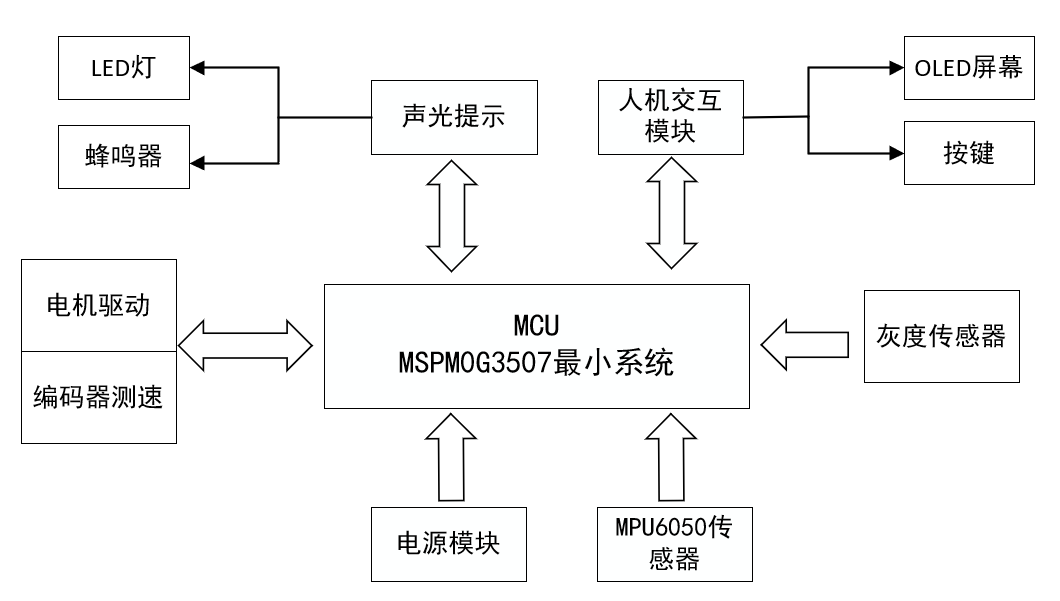 LED灯
OLED屏幕
声光提示
人机交互
模块
蜂鸣器
按键
电机驱动
MCU
MSPM0G3507最小系统
灰度传感器
编码器测速
电源模块
MPU6050传
感器